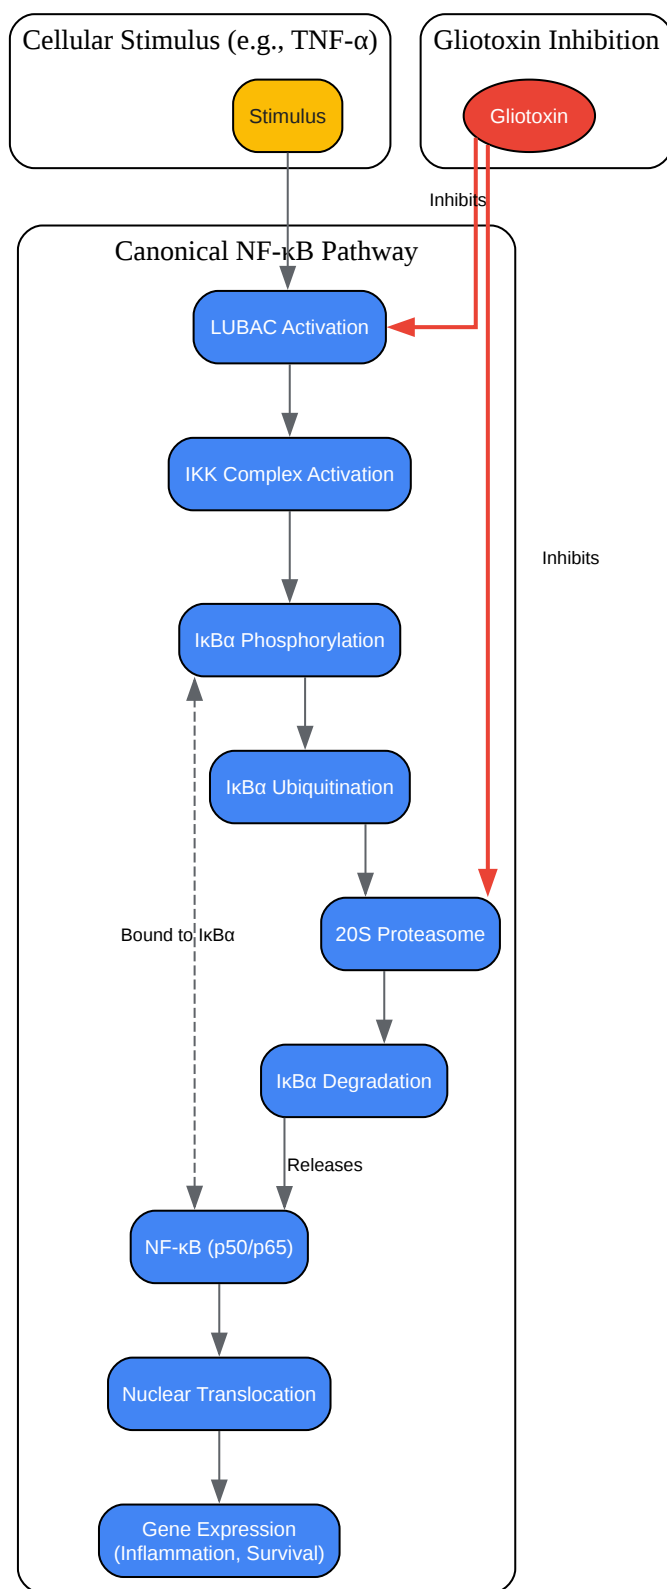 Cellular Stimulus (e.g., TNF-α)
Gliotoxin Inhibition
Stimulus
Gliotoxin
Inhibits
Canonical NF-κB Pathway
LUBAC Activation
IKK Complex Activation
Inhibits
IκBα Phosphorylation
IκBα Ubiquitination
20S Proteasome
Bound to IκBα
IκBα Degradation
Releases
NF-κB (p50/p65)
Nuclear Translocation
Gene Expression
(Inflammation, Survival)